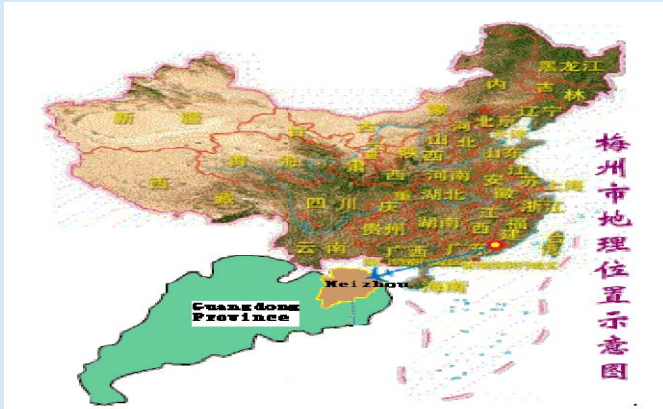 黑龙江
内
吉
林
辽宁
新 疆
蒙
古
甘
河
北
北京
山
西
山东
陕
宁
夏
青
海
肃
西
藏
河南
江
苏
上海
安
徽
四川
重
庆
湖北
浙江
贵州
湖南
江
西
福
建
云南
广西
广东
海南
梅州市地理位置示意图
Meizhou
Guangdong
Province